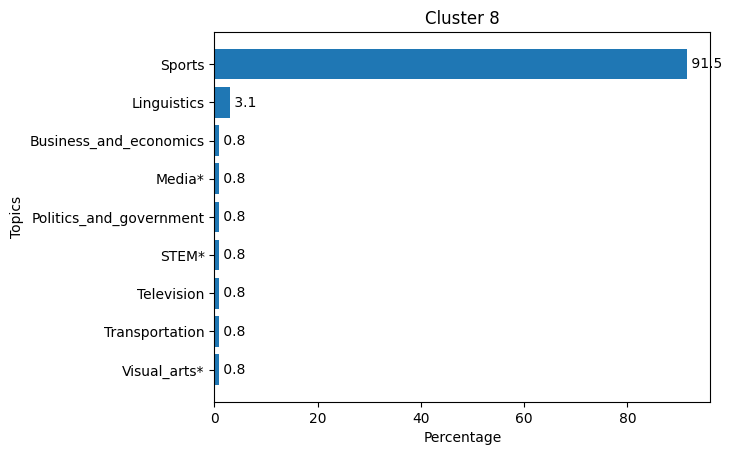 Cluster 8
Topics
Sports 91.5
Linguistics 3.1
Business_and_economics 0.8
Media* 0.8
Politics_and_government 0.8
STEM* 0.8
Television 0.8
Transportation 0.8
Visual_arts* 0.8
0 20 40 60 80
Percentage